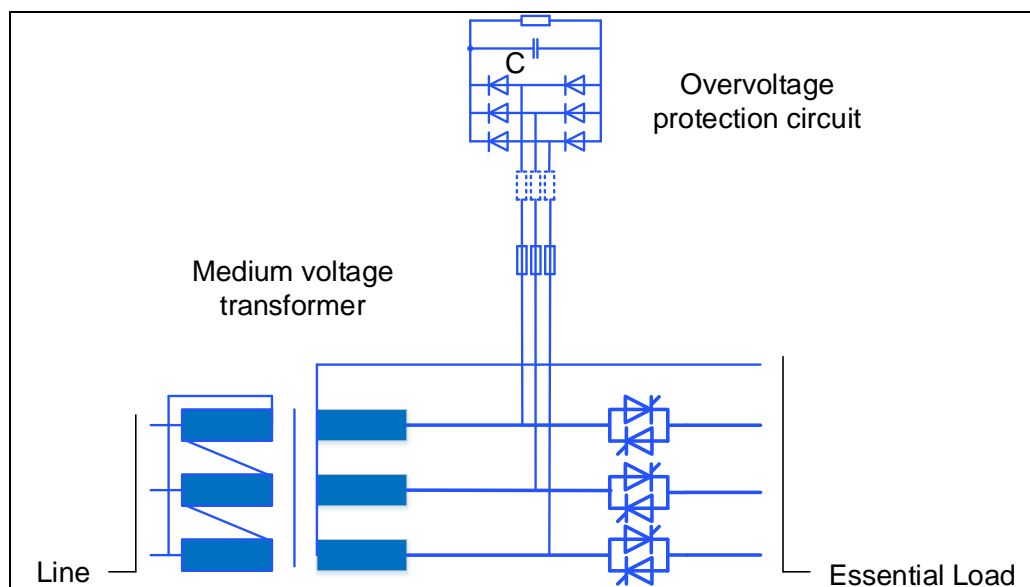 C
Overvoltage
protection circuit
Medium voltage
transformer
Line
Essential Load